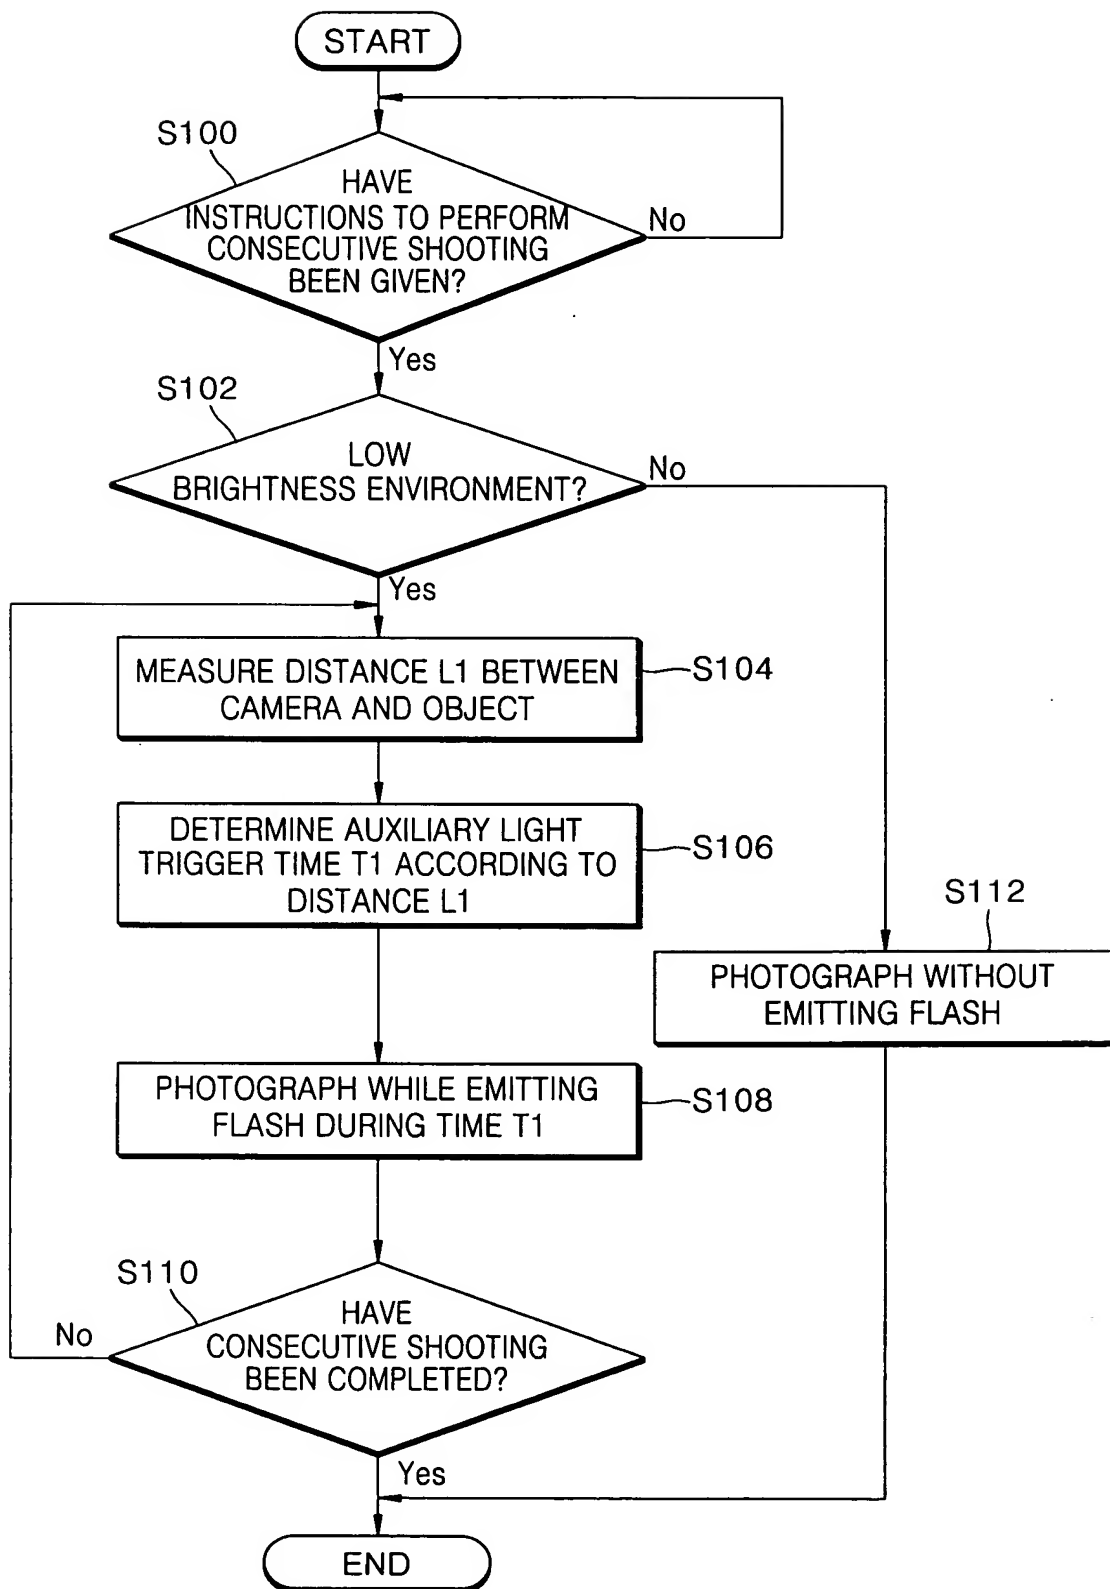 START
S100
HAVE
INSTRUCTIONS TO PERFORM
CONSECUTIVE SHOOTING
BEEN GIVEN?
No
Yes
S102
LOW
BRIGHTNESS ENVIRONMENT?
No
Yes
MEASURE DISTANCE L1 BETWEEN
CAMERA AND OBJECT
S104
DETERMINE AUXILIARY LIGHT
TRIGGER TIME T1 ACCORDING TO
DISTANCE L1
S106
S112
PHOTOGRAPH WITHOUT
EMITTING FLASH
PHOTOGRAPH WHILE EMITTING
FLASH DURING TIME T1
S108
S110
HAVE
CONSECUTIVE SHOOTING
BEEN COMPLETED?
No
Yes
END